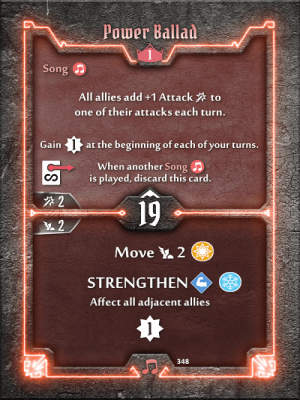 Power Ballad
1
Song
All allies add +1 Attack to
one of their attacks each turn.
Gain 1 at the beginning of each of your turns.
When another Song
is played, discard this card.
2
19
2
Move 2
STRENGTHEN
Affect all adjacent allies
1
348